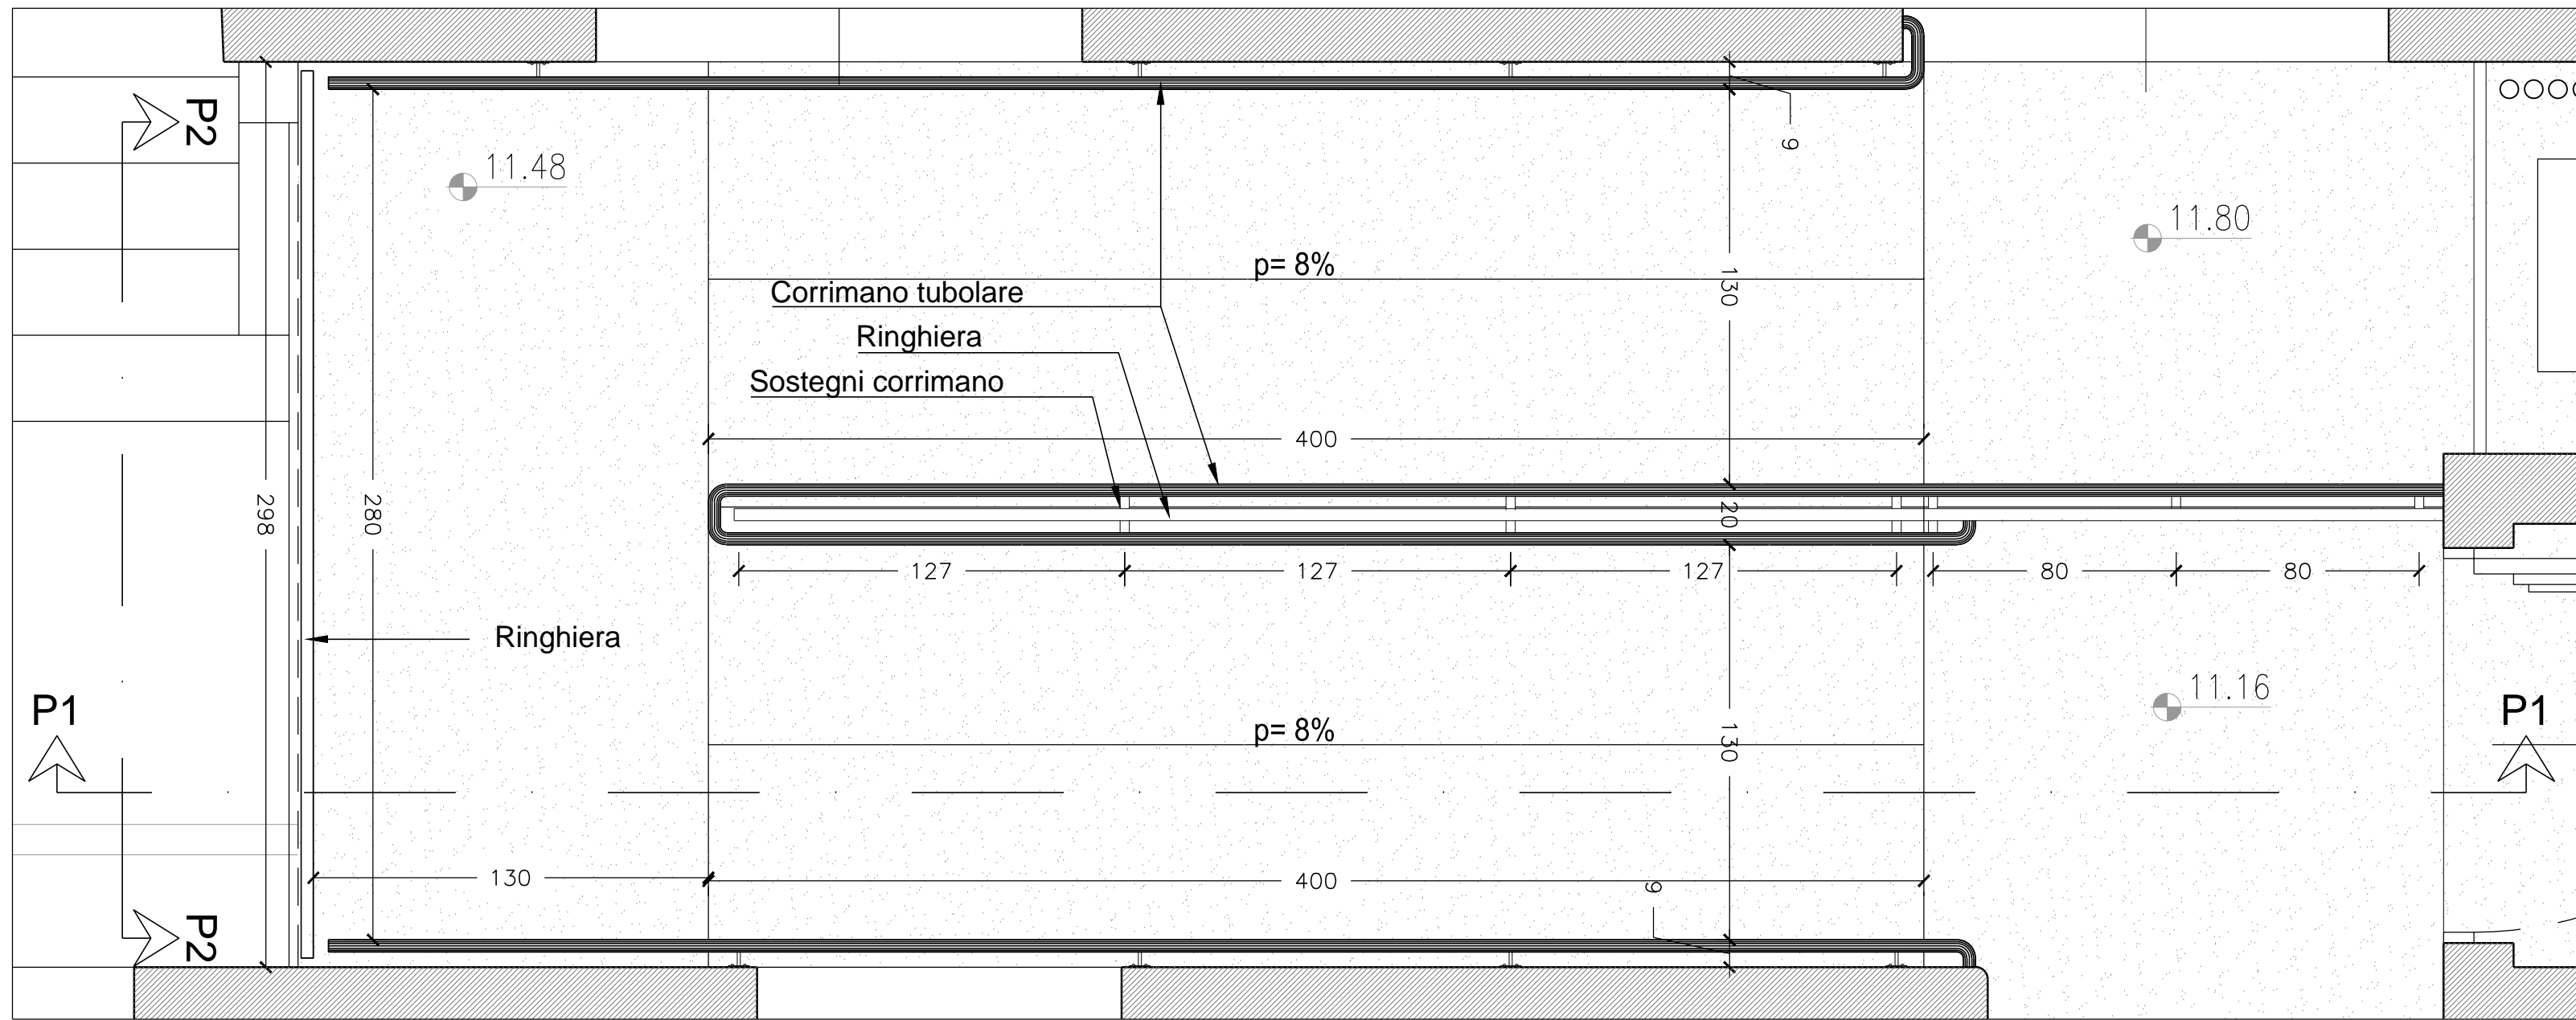 P2
11.48
9
11.80
p= 8%
130
Corrimano tubolare
Ringhiera
Sostegni corrimano
400
298
280
20
127
127
127
80
80
Ringhiera
P1
11.16
P1
p= 8%
130
130
400
9
P2